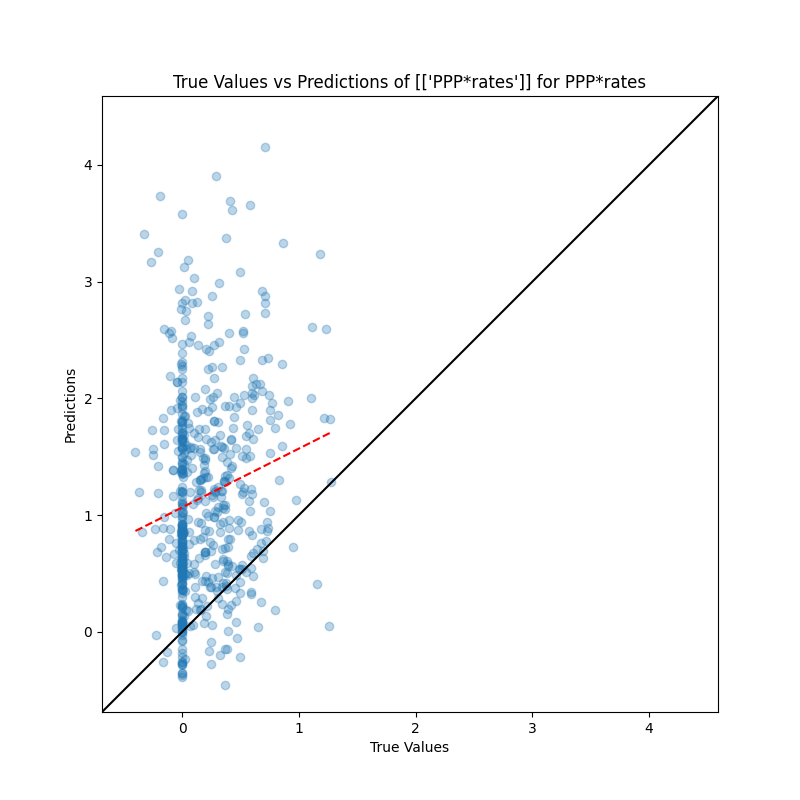 True Values vs Predictions of [['PPP*rates']] for PPP*rates
4
3
2
1
0
Predictions
0 1 2 3 4
True Values